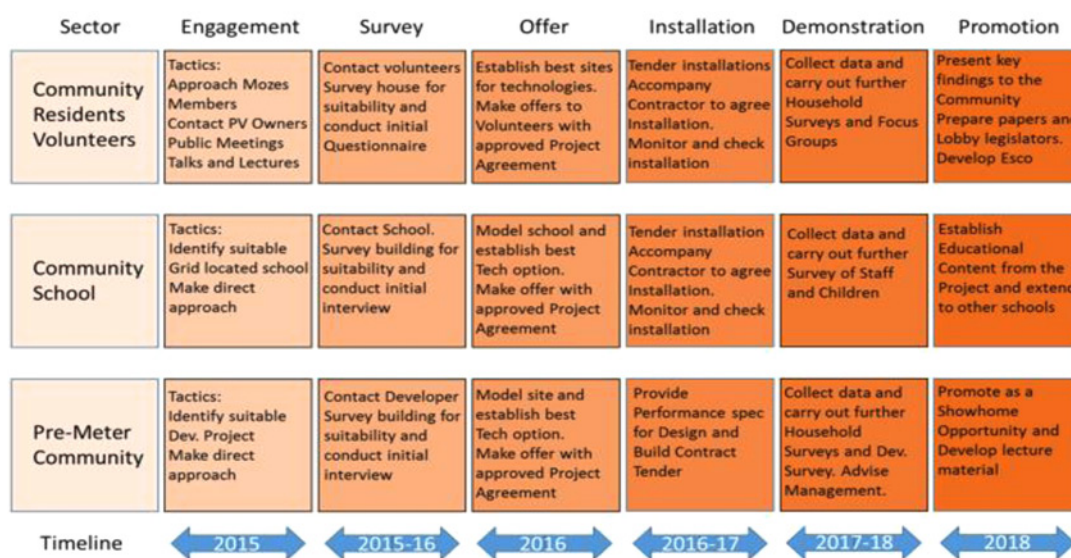 Sector Engagement Survey Offer Installation Demonstration Promotion
Community
Residents
Volunteers
Tactics:
Approach Mozes
Members
Contact PV Owners
Public Meetings
Talks and Lectures
Contact volunteers
Survey house for
suitability and
conduct initial
Questionnaire
Establish best sites
for technologies.
Make offers to
Volunteers with
approved Project
Agreement
Tender installations
Accompany
Contractor to agree
Installation.
Monitor and check
installation
Collect data and
carry out further
Household
Surveys and Focus
Groups
Present key
findings to the
Community
Prepare papers and
Lobby legislators.
Develop Esco
Community
School
Tactics:
Identify suitable
Grid located school
Make direct
approach
Contact School.
Survey building for
suitability and
conduct initial
interview
Model school and
establish best
Tech option.
Make offer with
approved Project
Agreement
Tender installation
Accompany
Contractor to agree
Installation.
Monitor and check
installation
Collect data and
carry out further
Survey of Staff
and Children
Establish
Educational
Content from the
Project and extend
to other schools
Pre-Meter
Community
Tactics:
Identify suitable
Dev. Project
Make direct
approach
Contact Developer
Survey building for
suitability and
conduct initial
interview
Model site and
establish best
Tech option.
Make offer with
approved Project
Agreement
Provide
Performance spec
for Design and
Build Contract
Tender
Collect data and
carry out further
Household
Surveys and Dev.
Survey. Advise
Management.
Promote as a
Showhome
Opportunity and
Develop lecture
material
Timeline 2015 2015-16 2016 2016-17 2017-18 2018